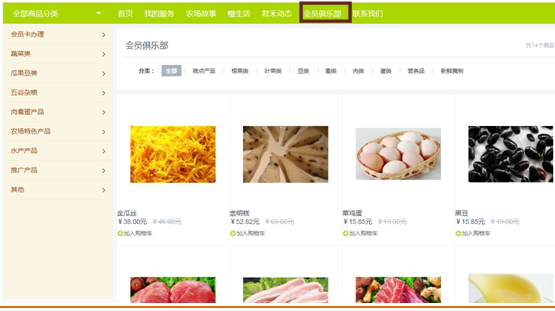 全部商品分类 首页 我的服务 农场故事 慢生活 君禾动态 会员俱乐部 联系我们
会员卡办理
蔬菜类
瓜果豆类
五谷杂粮
肉禽蛋产品
农场特色产品
水产产品
推广产品
其他
会员俱乐部 共14个商品
分类： 全部 糕点产品 根菜类 叶菜类 豆类 禽类 肉类 蛋类 营养品 新鲜腌制
金瓜丝 孟明糕 草鸡蛋 黑豆
￥38.00元 ￥46.00元 ￥52.82元 ￥63.00元 ￥15.85元 ￥19.00元 ￥15.85元 ￥19.00元
加入购物车 加入购物车 加入购物车 加入购物车